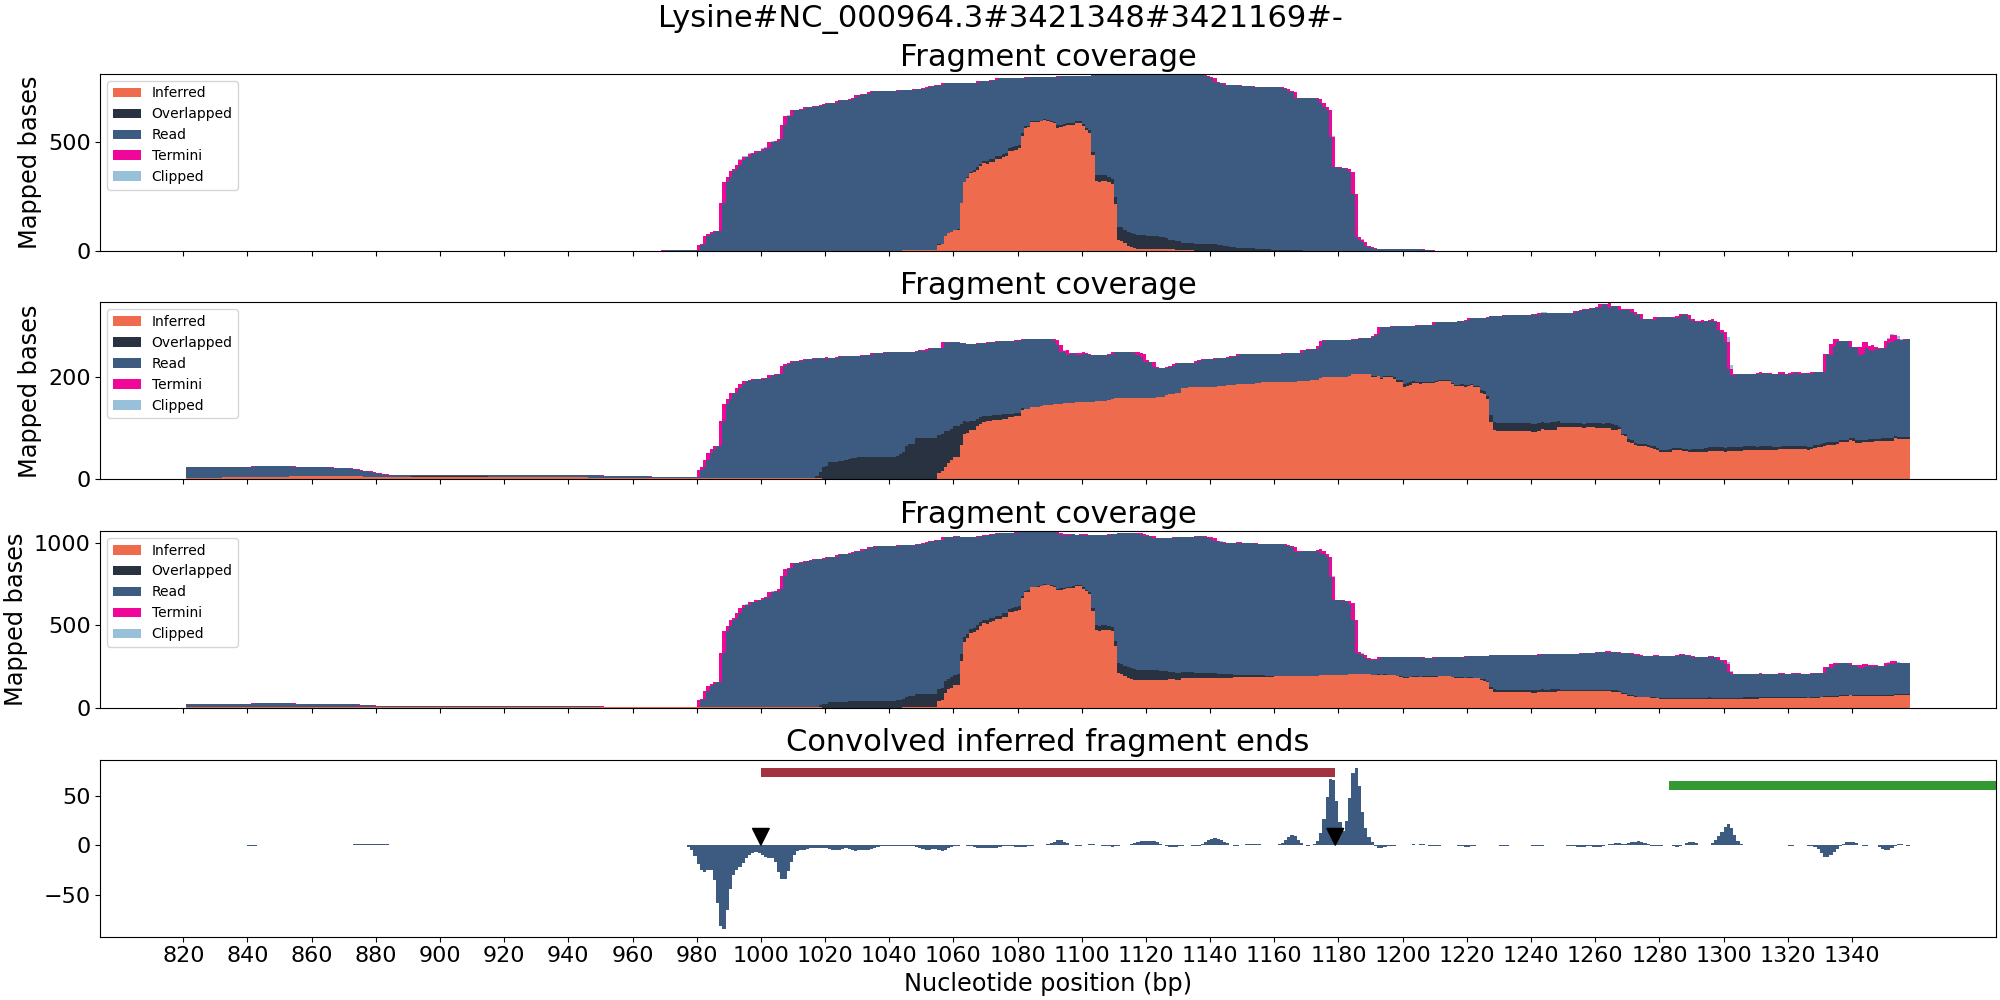 Lysine#NC_000964.3#3421348#3421169#-
Fragment coverage
Mapped bases
500
0
Inferred
Overlapped
Read
Termini
Clipped
Fragment coverage
Mapped bases
200
0
Inferred
Overlapped
Read
Termini
Clipped
Fragment coverage
Mapped bases
1000
500
0
Inferred
Overlapped
Read
Termini
Clipped
Convolved inferred fragment ends
50
0
−50
820 840 860 880 900 920 940 960 980 1000 1020 1040 1060 1080 1100 1120 1140 1160 1180 1200 1220 1240 1260 1280 1300 1320 1340
Nucleotide position (bp)